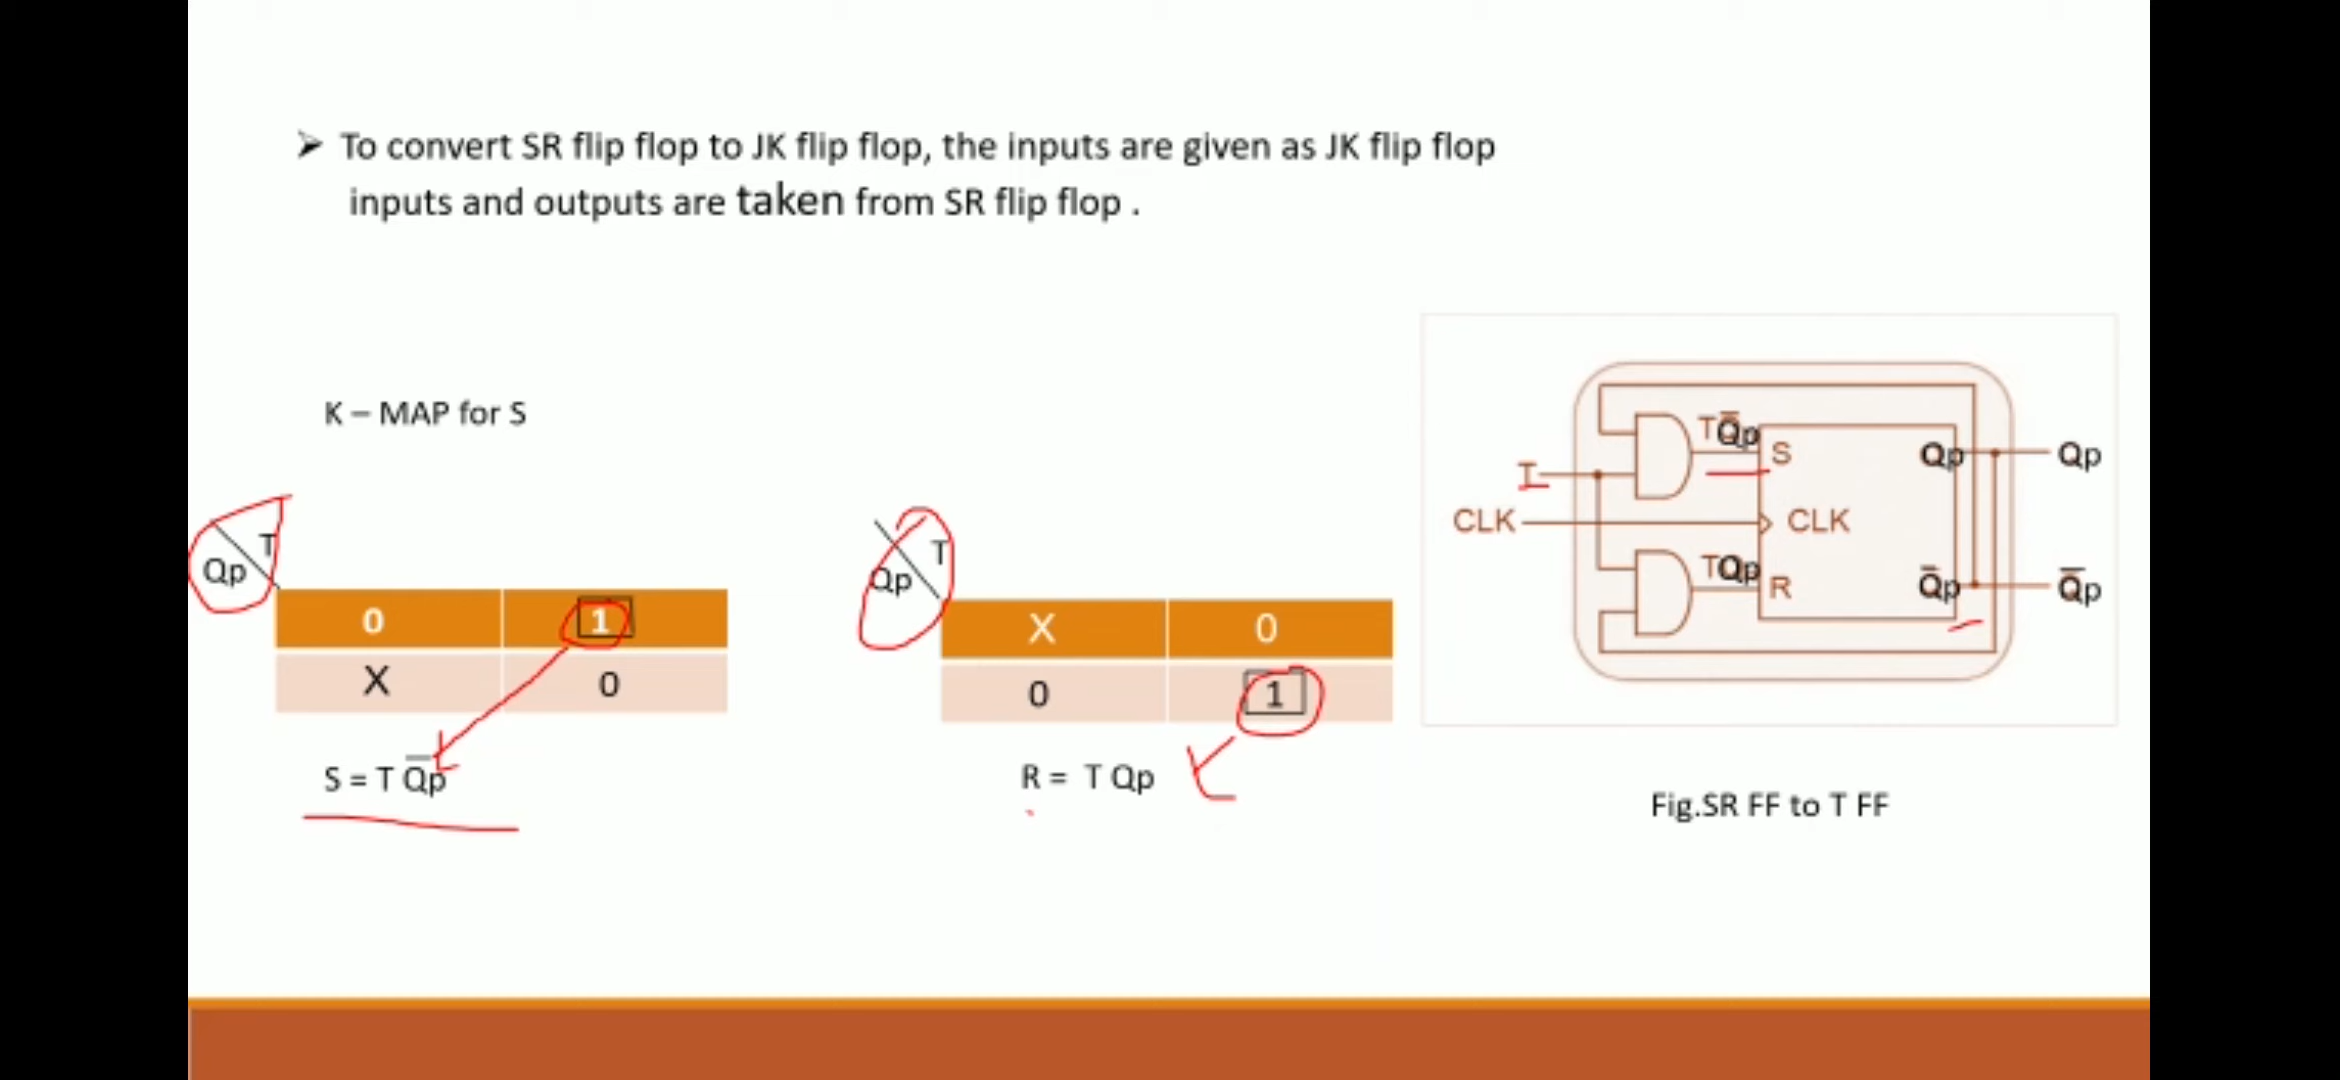 ➢ To convert SR flip flop to JK flip flop, the inputs are given as JK flip flop
inputs and outputs are taken from SR flip flop .
K – MAP for S
T
Qp
0 1
X 0
S = T Q̅p
T
Qp
X 0
0 1
R = T Qp
T
CLK
TQ̅p
S
CLK
TQp
R
Qp
Q̅p
Qp
Q̅p
Fig.SR FF to T FF